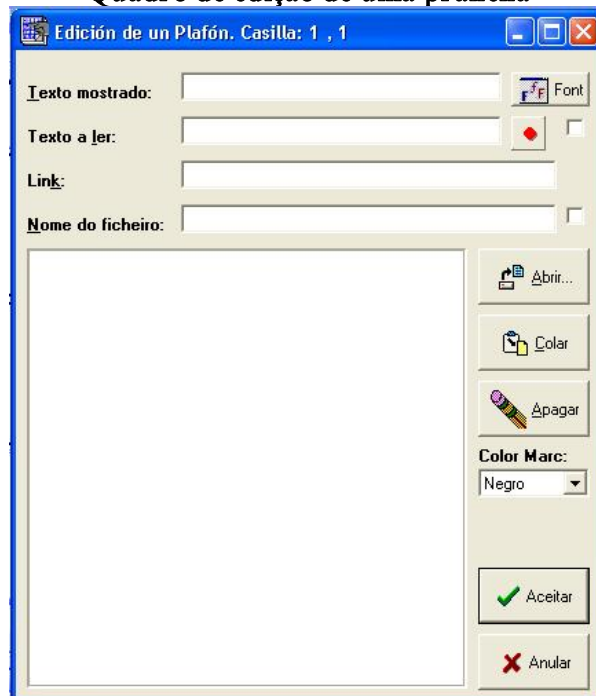 Quadro de edição de uma prancha
Edición de un Plafón. Casilla: 1 , 1
Texto mostrado:
Font
Texto a ler:
Link:
Nome do ficheiro:
Abrir...
Colar
Apagar
Color Marc:
Negro
Aceitar
Anular